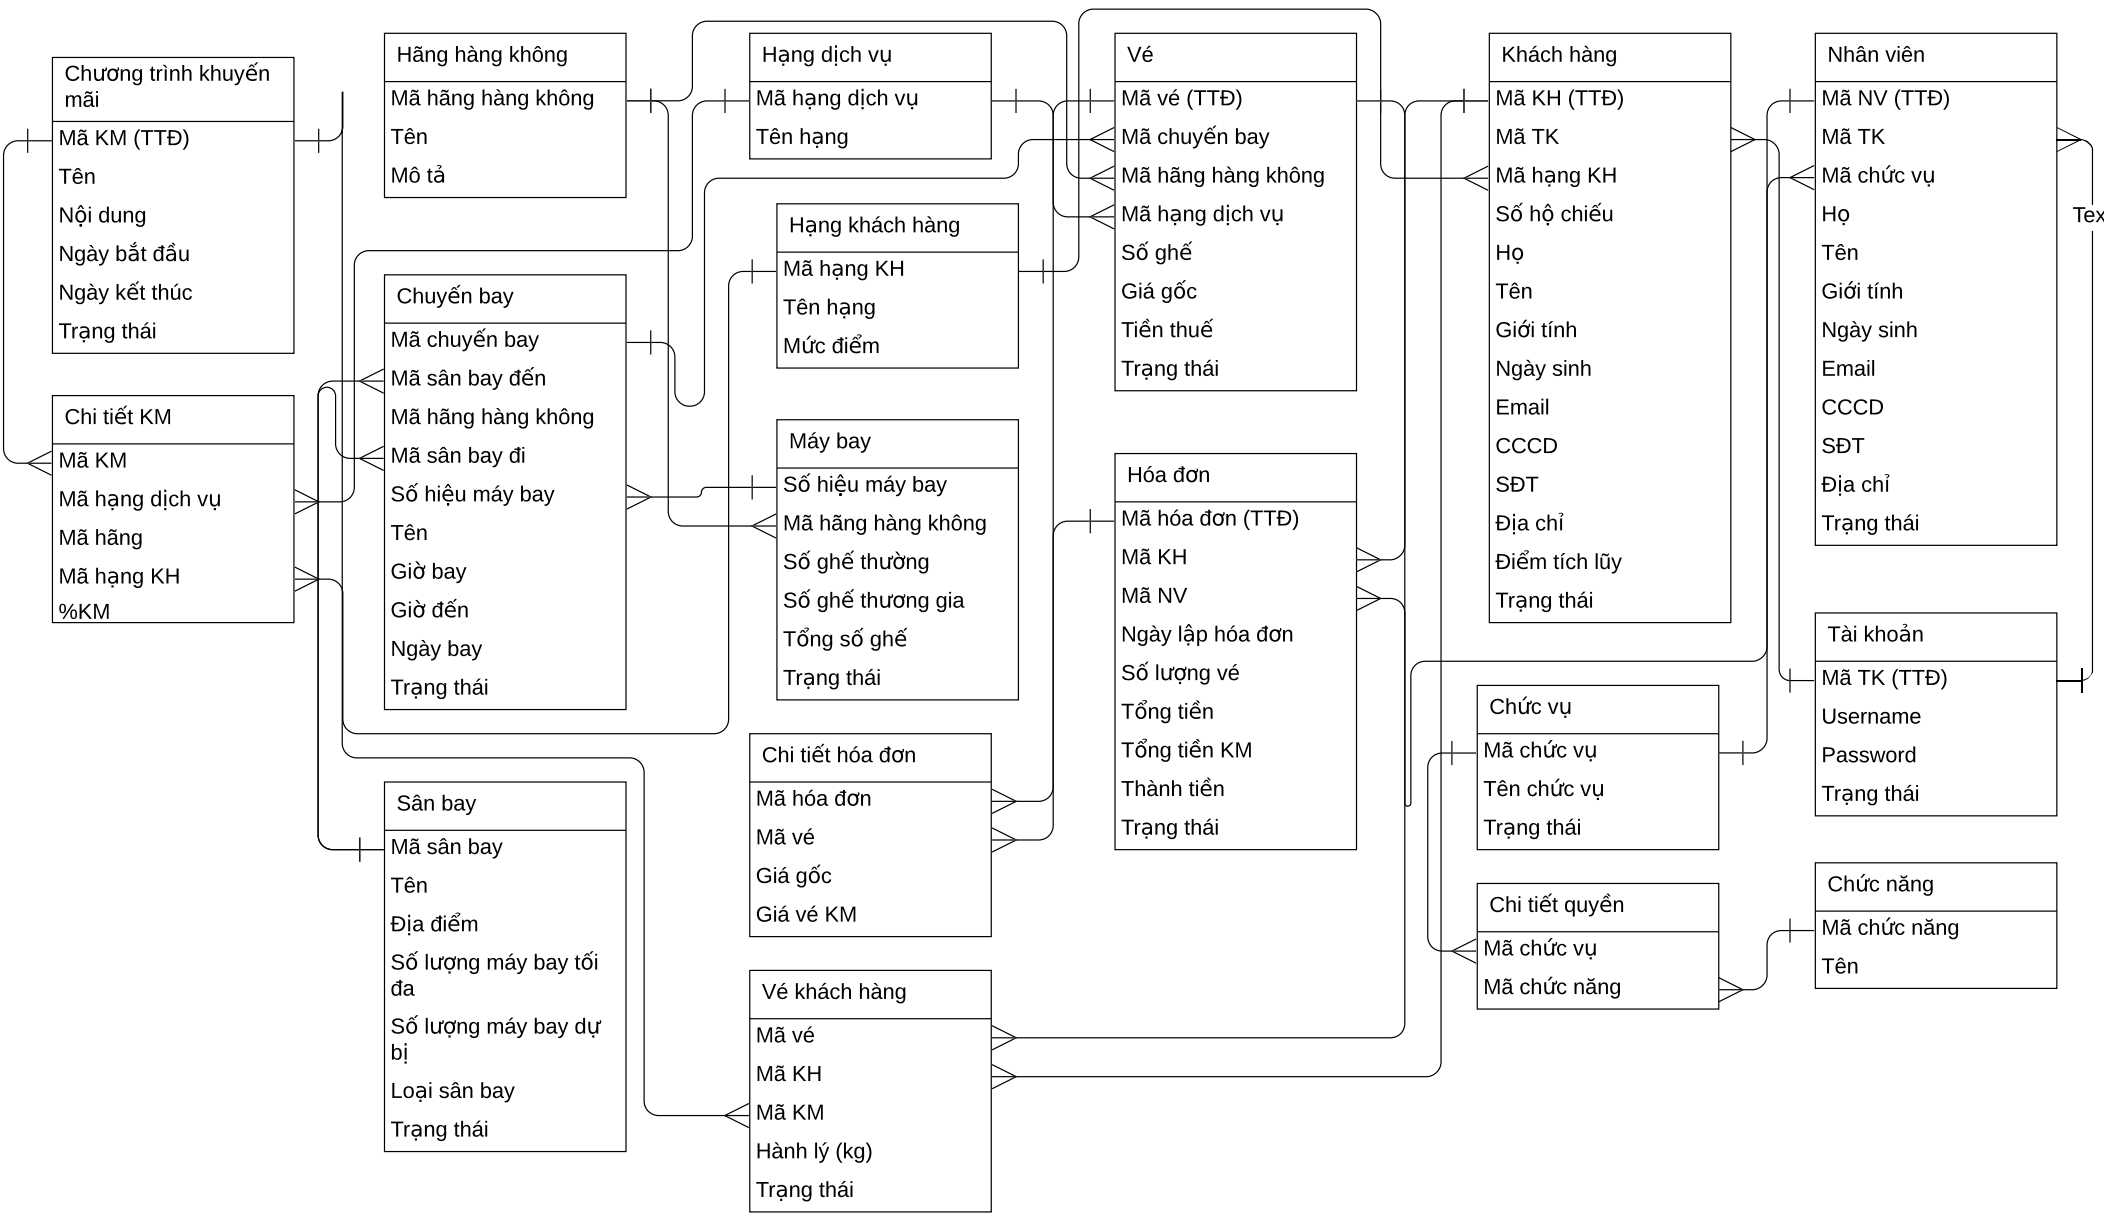 Chương trình khuyến
mãi
Mã KM (TTĐ)
Tên
Nội dung
Ngày bắt đầu
Ngày kết thúc
Trạng thái
Chi tiết KM
Mã KM
Mã hạng dịch vụ
Mã hãng
Mã hạng KH
%KM
Hãng hàng không
Mã hãng hàng không
Tên
Mô tả
Chuyến bay
Mã chuyến bay
Mã sân bay đến
Mã hãng hàng không
Mã sân bay đi
Số hiệu máy bay
Tên
Giờ bay
Giờ đến
Ngày bay
Trạng thái
Sân bay
Mã sân bay
Tên
Địa điểm
Số lượng máy bay tối
đa
Số lượng máy bay dự
bị
Loại sân bay
Trạng thái
Hạng dịch vụ
Mã hạng dịch vụ
Tên hạng
Hạng khách hàng
Mã hạng KH
Tên hạng
Mức điểm
Máy bay
Số hiệu máy bay
Mã hãng hàng không
Số ghế thường
Số ghế thương gia
Tổng số ghế
Trạng thái
Chi tiết hóa đơn
Mã hóa đơn
Mã vé
Giá gốc
Giá vé KM
Vé khách hàng
Mã vé
Mã KH
Mã KM
Hành lý (kg)
Trạng thái
Vé
Mã vé (TTĐ)
Mã chuyến bay
Mã hãng hàng không
Mã hạng dịch vụ
Số ghế
Giá gốc
Tiền thuế
Trạng thái
Hóa đơn
Mã hóa đơn (TTĐ)
Mã KH
Mã NV
Ngày lập hóa đơn
Số lượng vé
Tổng tiền
Tổng tiền KM
Thành tiền
Trạng thái
Khách hàng
Mã KH (TTĐ)
Mã TK
Mã hạng KH
Số hộ chiếu
Họ
Tên
Giới tính
Ngày sinh
Email
CCCD
SĐT
Địa chỉ
Điểm tích lũy
Trạng thái
Chức vụ
Mã chức vụ
Tên chức vụ
Trạng thái
Chi tiết quyền
Mã chức vụ
Mã chức năng
Nhân viên
Mã NV (TTĐ)
Mã TK
Mã chức vụ
Họ
Tên
Giới tính
Ngày sinh
Email
CCCD
SĐT
Địa chỉ
Trạng thái
Tex
Tài khoản
Mã TK (TTĐ)
Username
Password
Trạng thái
Chức năng
Mã chức năng
Tên